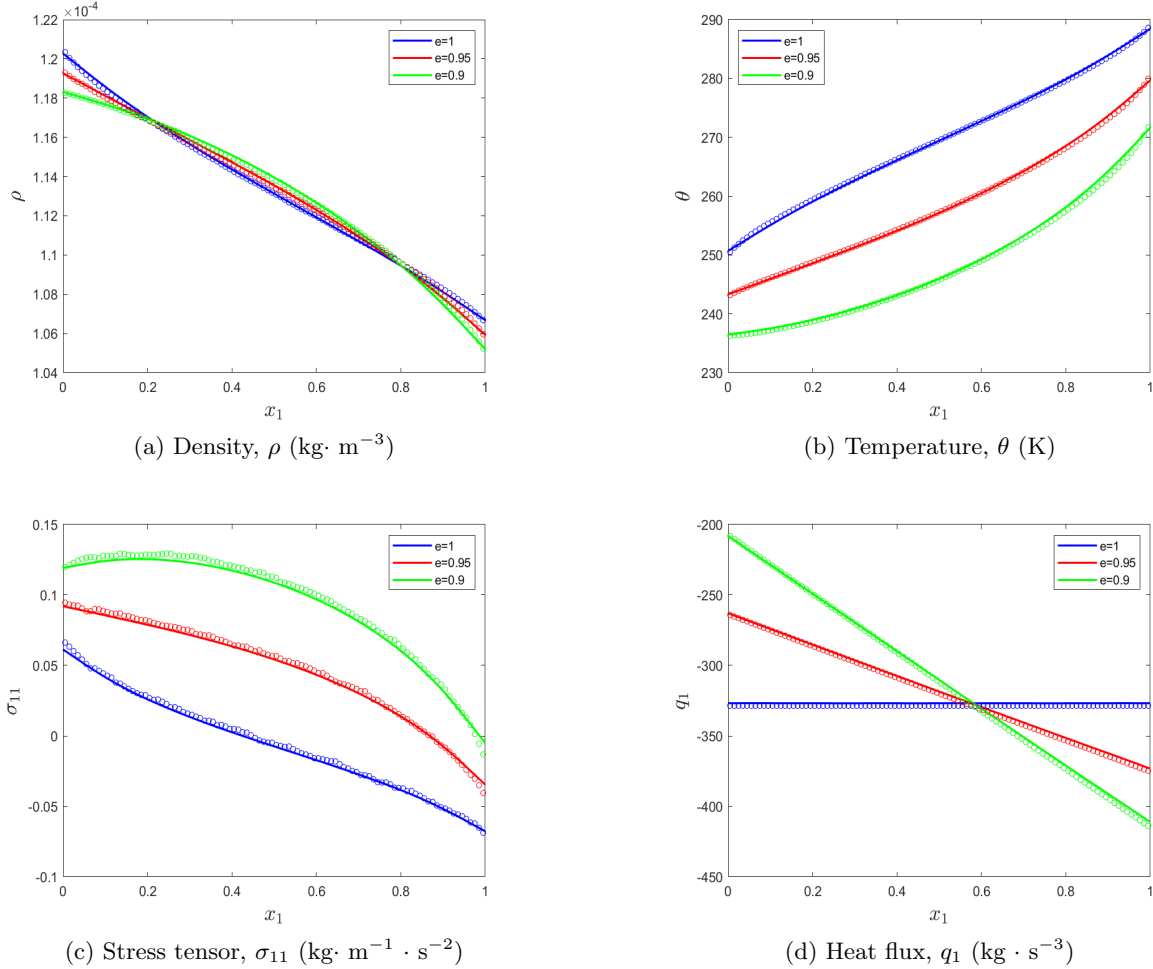 ×10⁻⁴
1.22
1.2
1.18
1.16
1.14
1.12
1.1
1.08
1.06
1.04
ρ
0 0.2 0.4 0.6 0.8 1
x₁
e=1
e=0.95
e=0.9
(a) Density, ρ (kg· m⁻³)
290
280
270
260
250
240
230
θ
0 0.2 0.4 0.6 0.8 1
x₁
e=1
e=0.95
e=0.9
(b) Temperature, θ (K)
0.15
0.1
0.05
0
-0.05
-0.1
σ₁₁
0 0.2 0.4 0.6 0.8 1
x₁
e=1
e=0.95
e=0.9
(c) Stress tensor, σ₁₁ (kg· m⁻¹ · s⁻²)
-200
-250
-300
-350
-400
-450
q₁
0 0.2 0.4 0.6 0.8 1
x₁
e=1
e=0.95
e=0.9
(d) Heat flux, q₁ (kg · s⁻³)